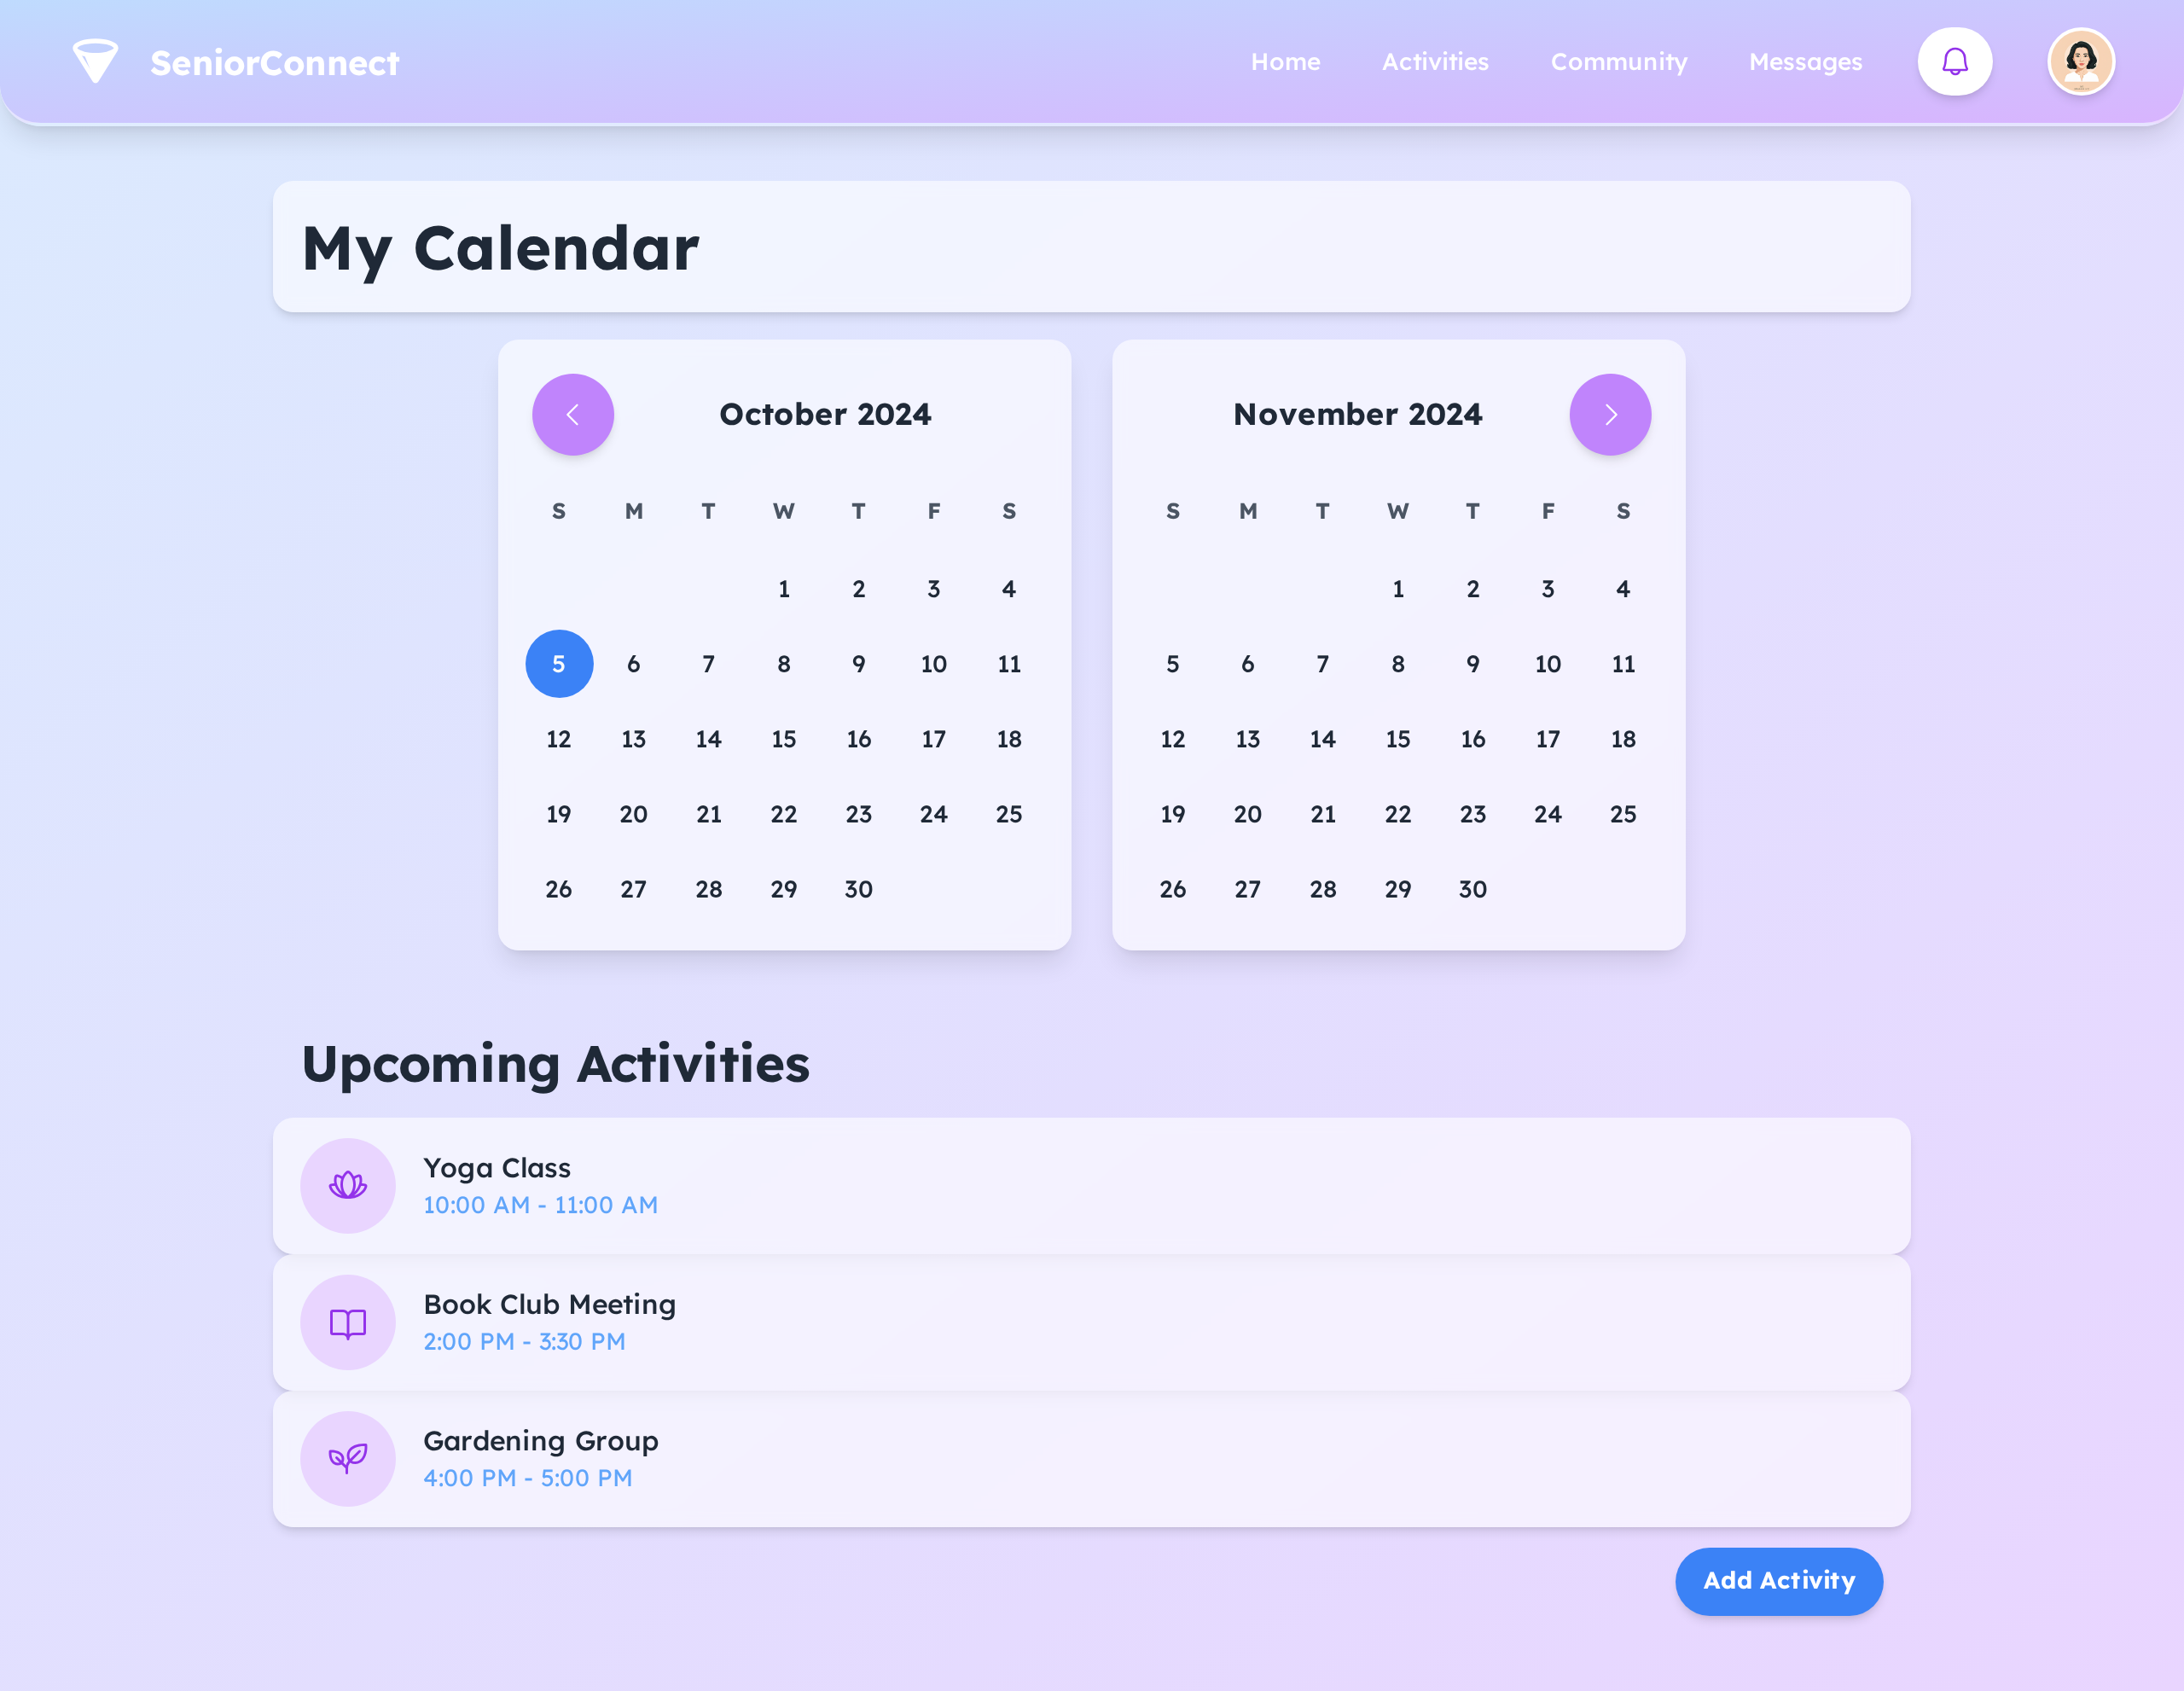 SeniorConnect
Home Activities Community Messages
My Calendar
October 2024
S M T W T F S
1 2 3 4
5 6 7 8 9 10 11
12 13 14 15 16 17 18
19 20 21 22 23 24 25
26 27 28 29 30
November 2024
S M T W T F S
1 2 3 4
5 6 7 8 9 10 11
12 13 14 15 16 17 18
19 20 21 22 23 24 25
26 27 28 29 30
Upcoming Activities
Yoga Class
10:00 AM - 11:00 AM
Book Club Meeting
2:00 PM - 3:30 PM
Gardening Group
4:00 PM - 5:00 PM
Add Activity